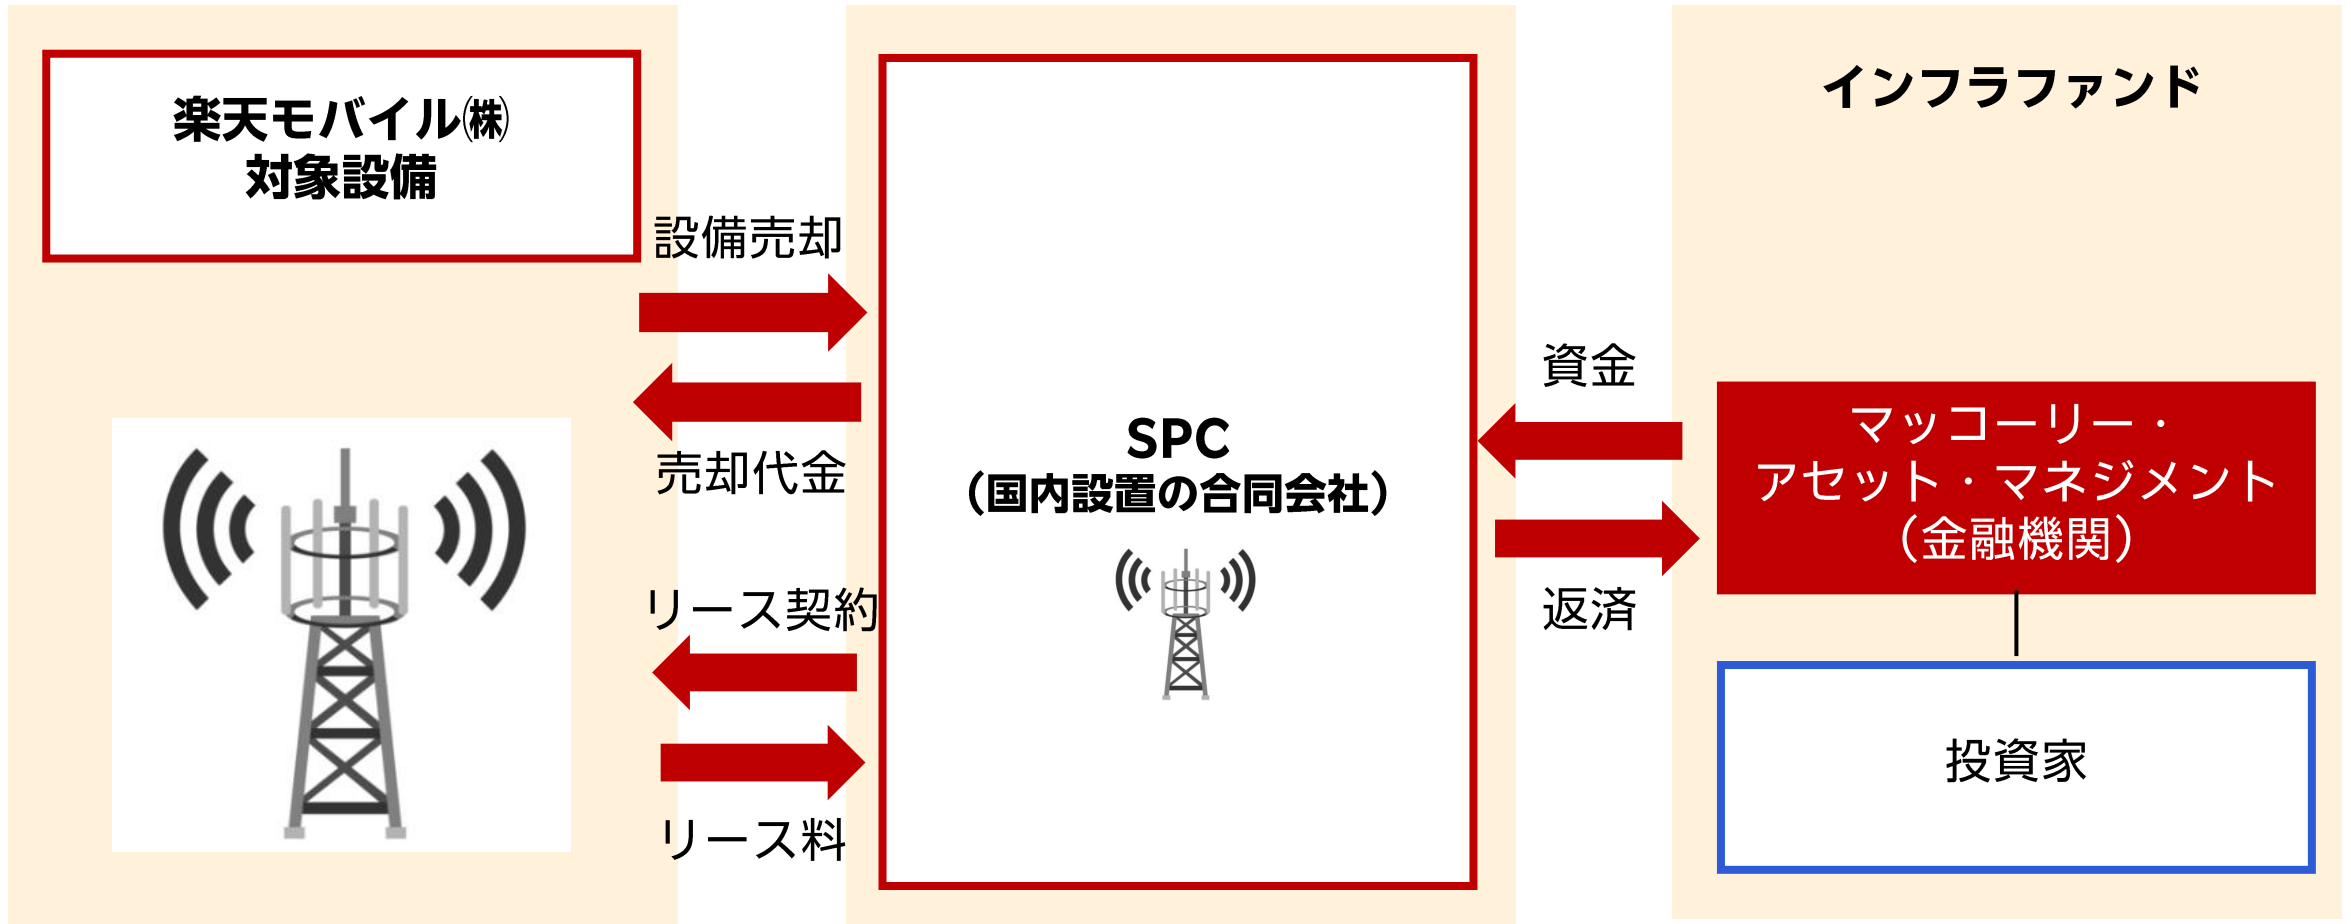 楽天モバイル㈱
対象設備
設備売却
売却代金
リース契約
リース料
SPC
（国内設置の合同会社）
資金
返済
インフラファンド
マッコーリー・
アセット・マネジメント
（金融機関）
投資家